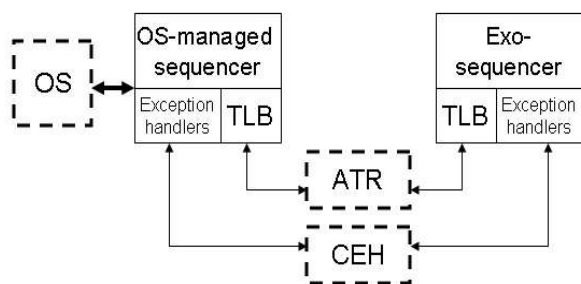 OS
OS-managed
sequencer
Exception
handlers
TLB
Exo-
sequencer
TLB
Exception
handlers
ATR
CEH